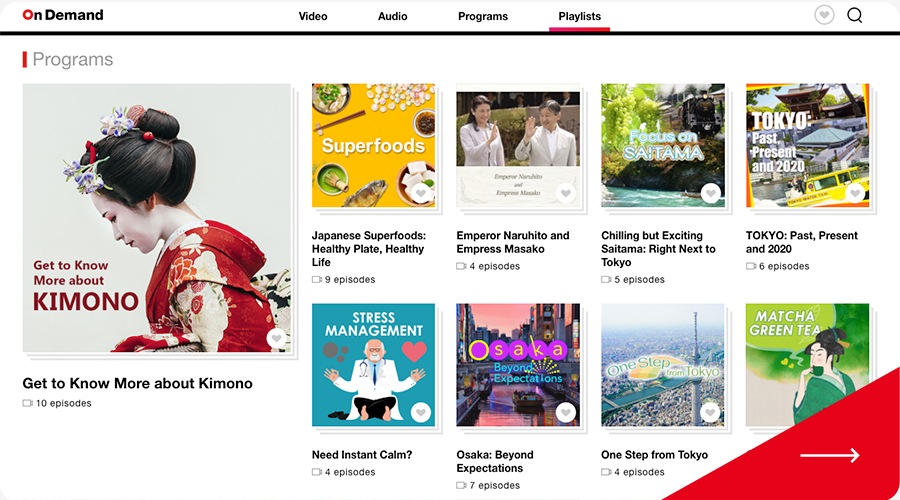 On Demand
Video
Audio
Programs
Playlists
Programs
Get to Know
More about
KIMONO
Get to Know More about Kimono
10 episodes
Superfoods
Japanese Superfoods:
Healthy Plate, Healthy
Life
9 episodes
Emperor Naruhito
and
Empress Masako
Emperor Naruhito and
Empress Masako
4 episodes
Focus on
SAITAMA
Chilling but Exciting
Saitama: Right Next to
Tokyo
5 episodes
TOKYO:
Past,
Present
and 2020
TOKYO WATER TAXI
TOKYO: Past, Present
and 2020
6 episodes
STRESS
MANAGEMENT
Need Instant Calm?
4 episodes
Osaka
Beyond
Expectations
Osaka: Beyond
Expectations
7 episodes
One Step from Tokyo
One Step from Tokyo
4 episodes
MATCHA
GREEN TEA